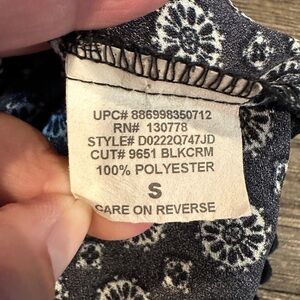 UPC# 886998350712
RN# 130778
STYLE# D0222Q747JD
CUT# 9651 BLKCRM
100% POLYESTER
S
CARE ON REVERSE